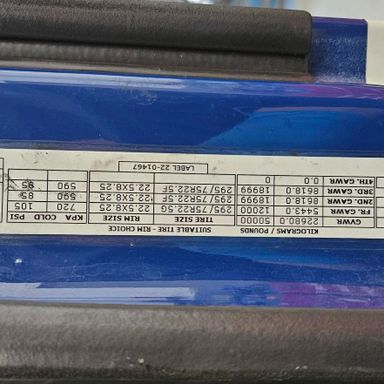 KILOGRAMS / POUNDS SUITABLE TIRE - RIM CHOICE
GVWR 22680.0 50000 TIRE SIZE RIM SIZE KPA COLD PSI
FR. GAWR 5443.0 12000 295/75R22.5G 22.5X8.25 720 105
2ND. GAWR 8618.0 18999 295/75R22.5F 22.5X8.25 590 85
3RD. GAWR 8618.0 18999 295/75R22.5F 22.5X8.25 590 85
4TH. GAWR 0.0 0
LABEL 22-01467